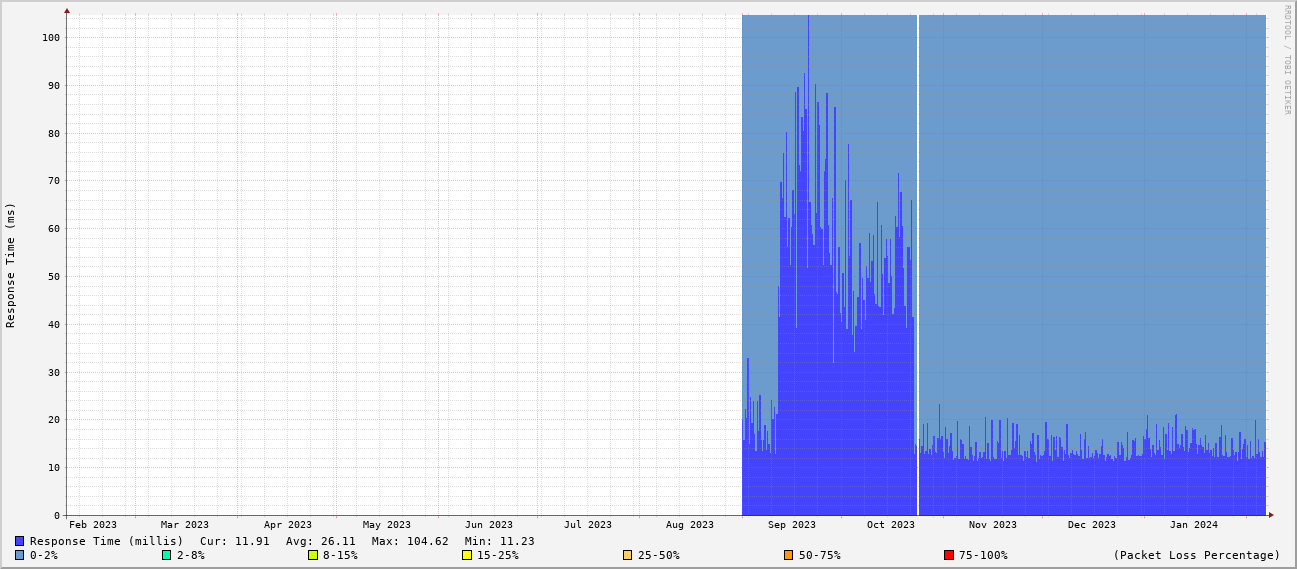 RRDTOOL / TOBI OETIKER
Response Time (ms)
100
90
80
70
60
50
40
30
20
10
0
Feb 2023 Mar 2023 Apr 2023 May 2023 Jun 2023 Jul 2023 Aug 2023 Sep 2023 Oct 2023 Nov 2023 Dec 2023 Jan 2024
Response Time (millis) Cur: 11.91 Avg: 26.11 Max: 104.62 Min: 11.23
0-2% 2-8% 8-15% 15-25% 25-50% 50-75% 75-100% (Packet Loss Percentage)